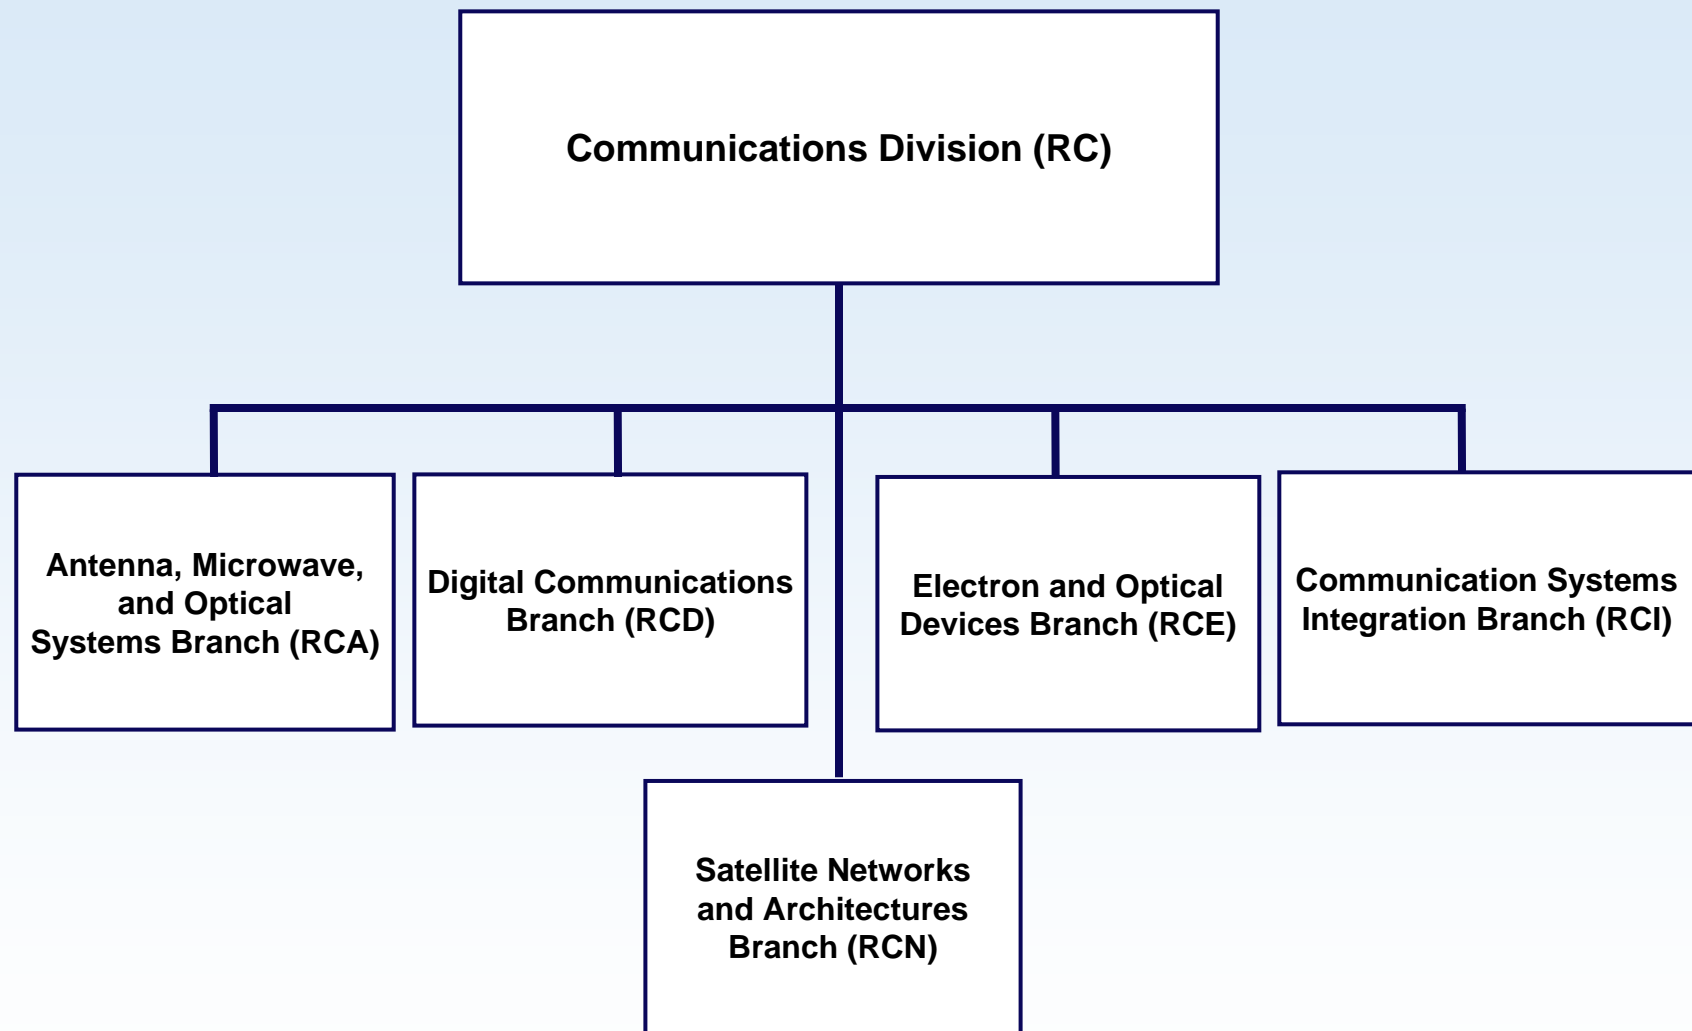 Communications Division (RC)
Antenna, Microwave,
and Optical
Systems Branch (RCA)
Digital Communications
Branch (RCD)
Electron and Optical
Devices Branch (RCE)
Communication Systems
Integration Branch (RCI)
Satellite Networks
and Architectures
Branch (RCN)